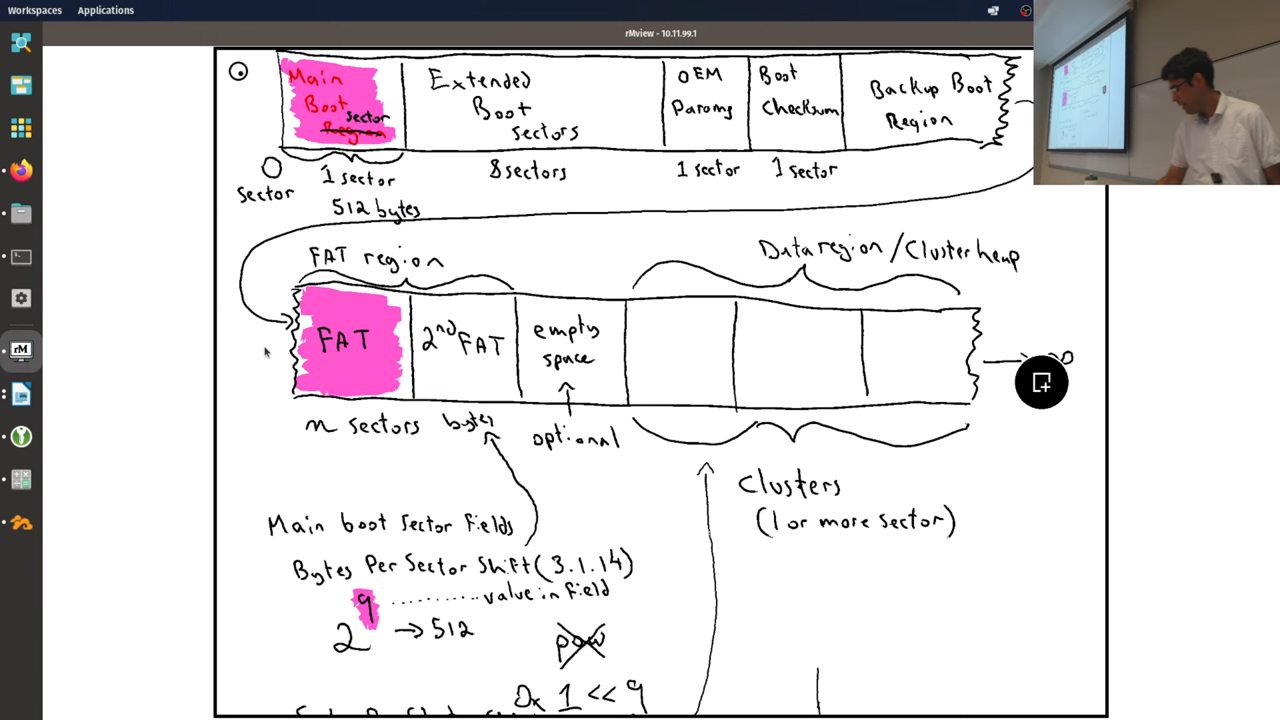 Workspaces Applications
rMview - 10.11.99.1
Main
Boot
sector
Region
Extended
Boot
sectors
OEM
Params
Boot
Checksum
Backup Boot
Region
0
Sector
1 sector
512 bytes
8 sectors
1 sector
1 sector
FAT region
Data region / Cluster heap
FAT
2nd FAT
empty
space
n sectors
bytes
optional
Clusters
(1 or more sector)
Main boot sector Fields
Bytes Per Sector Shift (3.1.14)
9 .......... value in field
2 → 512
pow
0x 1 << 9
rM